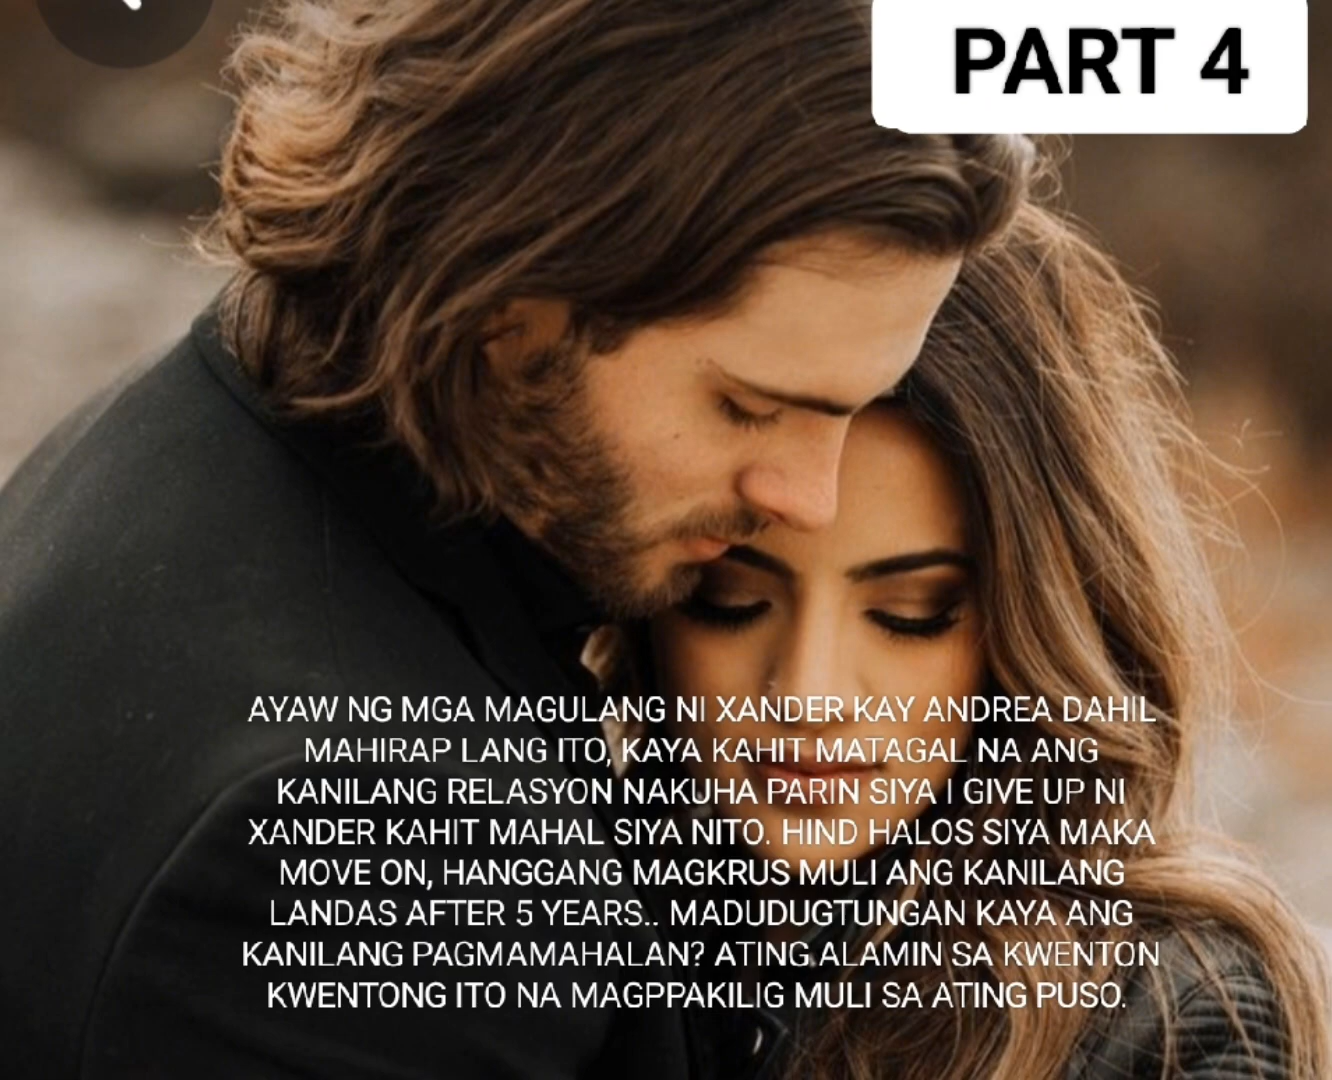 PART 4
AYAW NG MGA MAGULANG NI XANDER KAY ANDREA DAHIL
MAHIRAP LANG ITO, KAYA KAHIT MATAGAL NA ANG
KANILANG RELASYON NAKUHA PARIN SIYA I GIVE UP NI
XANDER KAHIT MAHAL SIYA NITO. HIND HALOS SIYA MAKA
MOVE ON, HANGGANG MAGKRUS MULI ANG KANILANG
LANDAS AFTER 5 YEARS.. MADUDUGTUNGAN KAYA ANG
KANILANG PAGMAMAHALAN? ATING ALAMIN SA KWENTON
KWENTONG ITO NA MAGPPAKILIG MULI SA ATING PUSO.